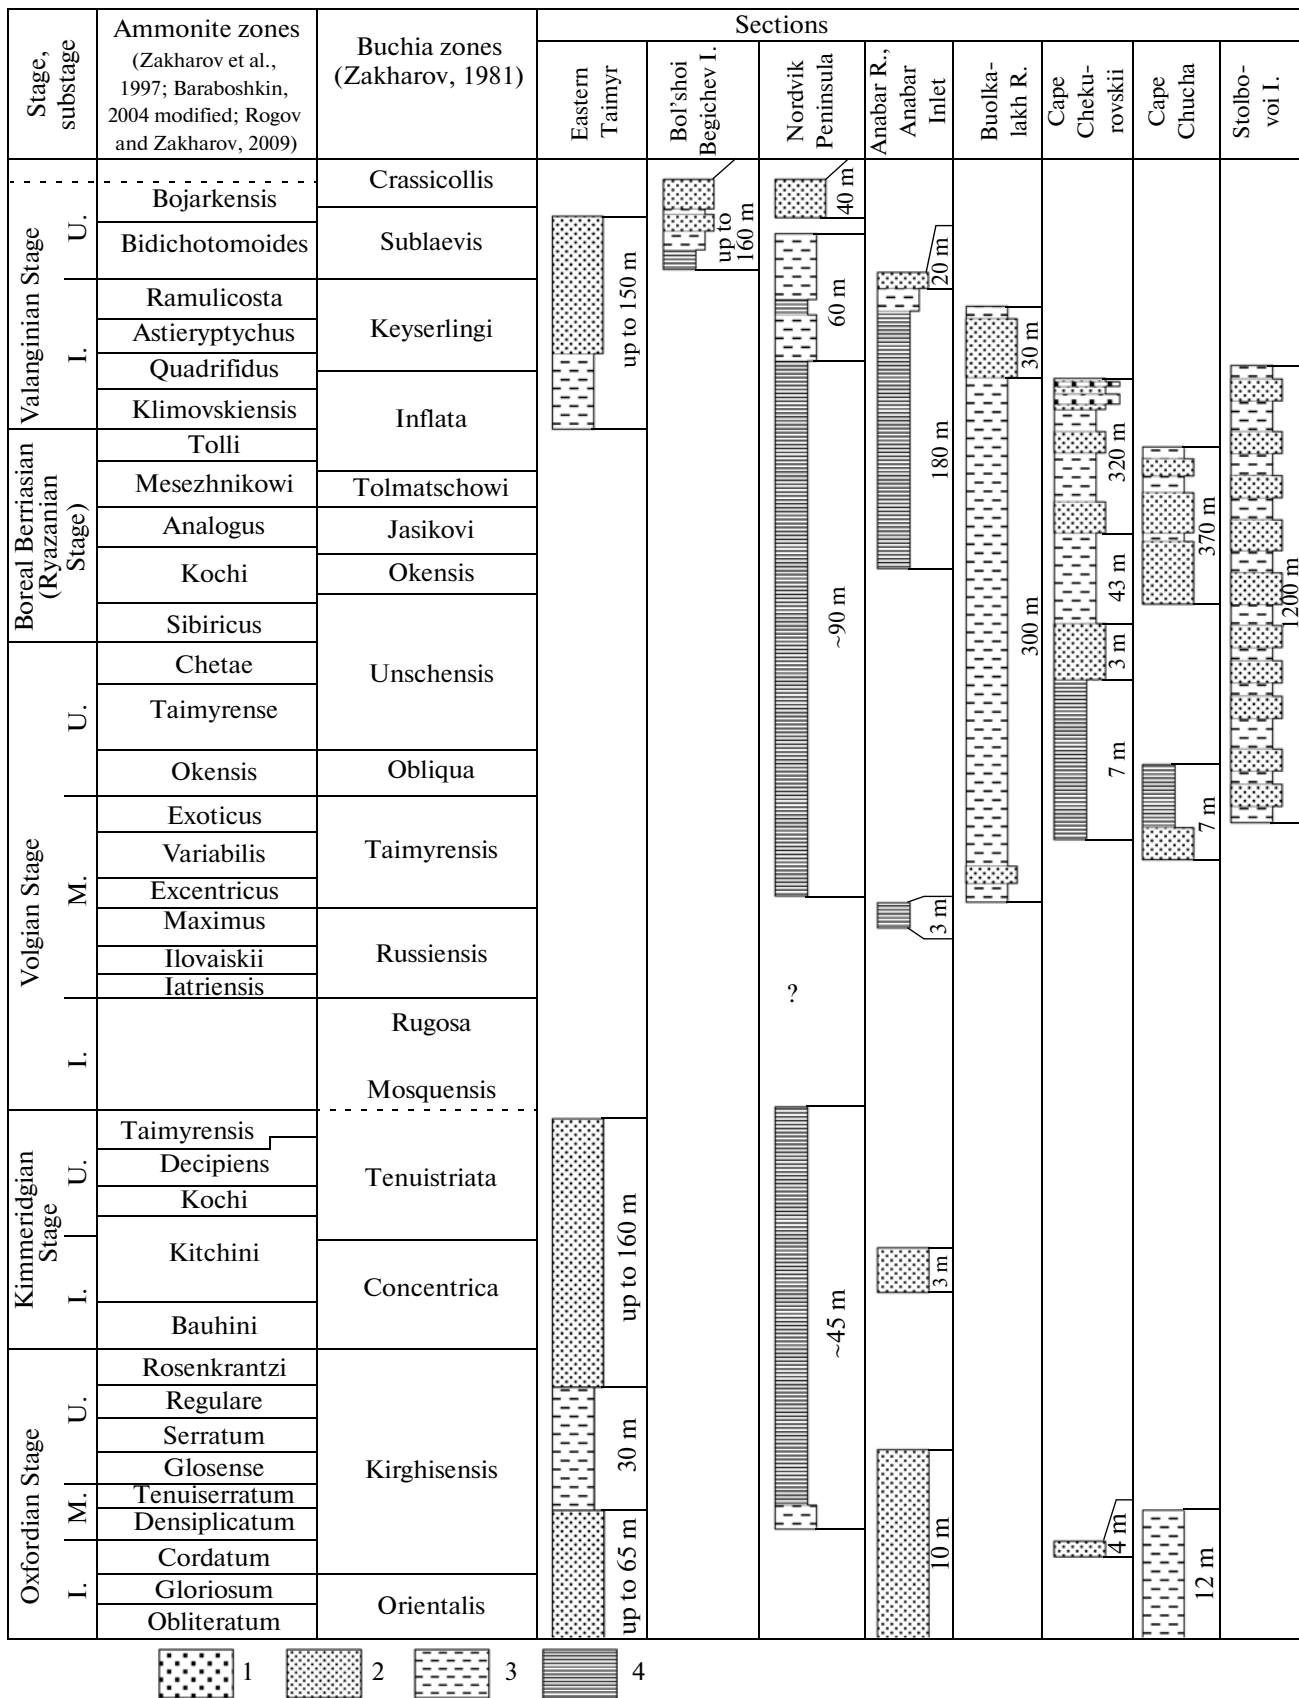 Stage,
substage
Ammonite zones
(Zakharov et al.,
1997; Baraboshkin,
2004 modified; Rogov
and Zakharov, 2009)
Buchia zones
(Zakharov, 1981)
Sections
Eastern
Taimyr
Bol'shoi
Begichev I.
Nordvik
Peninsula
Anabar R.,
Anabar
Inlet
Buolka-
lakh R.
Cape
Cheku-
rovskii
Cape
Chucha
Stolbo-
voi I.
Valanginian Stage
U.
I.
Boreal Berriasian
(Ryazanian
Stage)
Volgian Stage
U.
M.
I.
Kimmeridgian
Stage
U.
I.
Oxfordian Stage
U.
M.
I.
Bojarkensis
Bidichotomoides
Ramulicosta
Astieryptychus
Quadrifidus
Klimovskiensis
Tolli
Mesezhnikowi
Analogus
Kochi
Sibiricus
Chetae
Taimyrense
Okensis
Exoticus
Variabilis
Excentricus
Maximus
Ilovaiskii
Iatriensis
Taimyrensis
Decipiens
Kochi
Kitchini
Bauhini
Rosenkrantzi
Regulare
Serratum
Glosense
Tenuiserratum
Densiplicatum
Cordatum
Gloriosum
Obliteratum
Crassicollis
Sublaevis
Keyserlingi
Inflata
Tolmatschowi
Jasikovi
Okensis
Unschensis
Obliqua
Taimyrensis
Russiensis
Rugosa
Mosquensis
Tenuistriata
Concentrica
Kirghisensis
Orientalis
up to 150 m
up to 160 m
30 m
up to 65 m
up to
160 m
40 m
60 m
~90 m
?
~45 m
20 m
180 m
3 m
3 m
10 m
30 m
300 m
320 m
43 m
3 m
7 m
4 m
370 m
7 m
12 m
1200 m
1
2
3
4